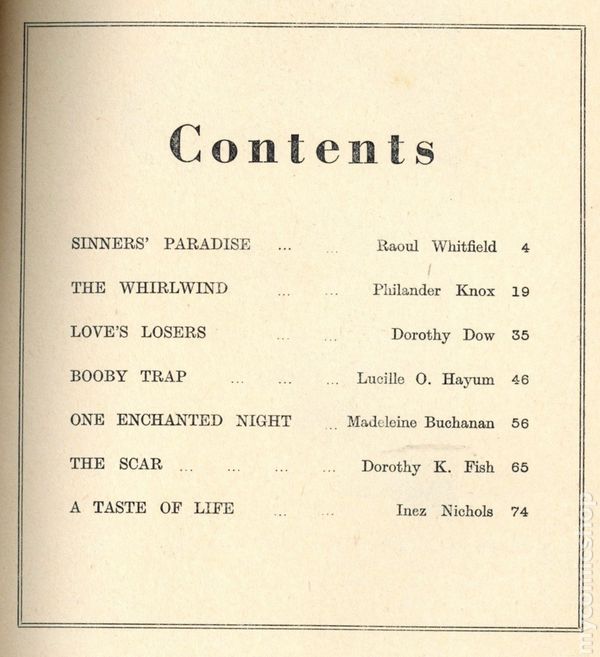 Contents
SINNERS' PARADISE ... ... Raoul Whitfield 4
THE WHIRLWIND ... ... Philander Knox 19
LOVE'S LOSERS ... ... Dorothy Dow 35
BOOBY TRAP ... ... ... Lucille O. Hayum 46
ONE ENCHANTED NIGHT ... Madeleine Buchanan 56
THE SCAR ... ... ... ... Dorothy K. Fish 65
A TASTE OF LIFE ... ... Inez Nichols 74
mycomicshop